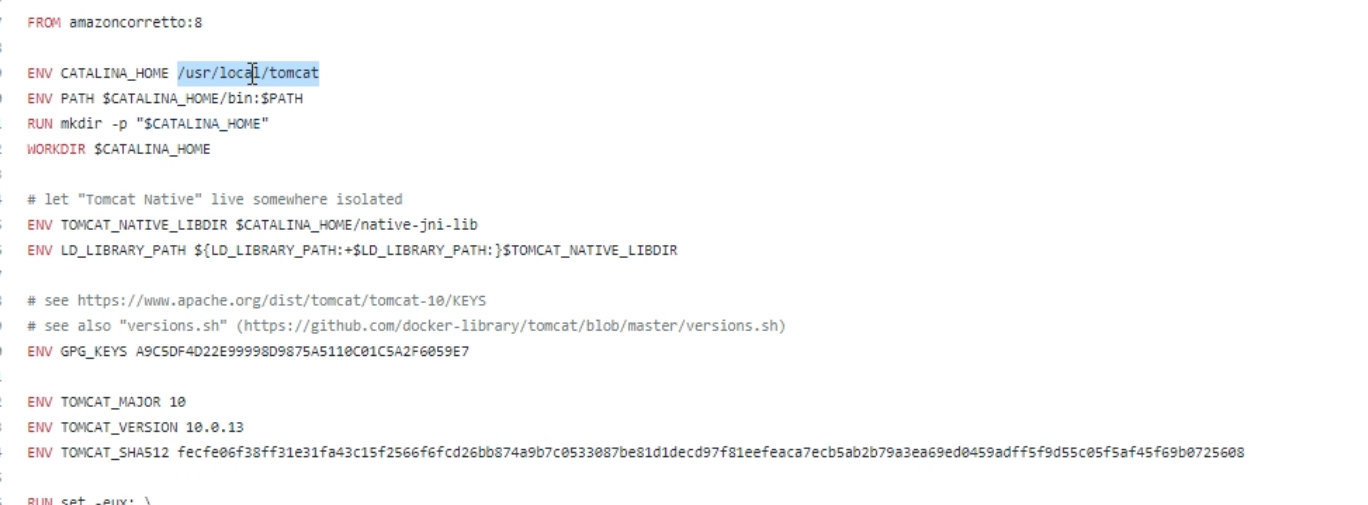 FROM amazoncorretto:8
ENV CATALINA_HOME /usr/local/tomcat
ENV PATH $CATALINA_HOME/bin:$PATH
RUN mkdir -p "$CATALINA_HOME"
WORKDIR $CATALINA_HOME
# let "Tomcat Native" live somewhere isolated
ENV TOMCAT_NATIVE_LIBDIR $CATALINA_HOME/native-jni-lib
ENV LD_LIBRARY_PATH ${LD_LIBRARY_PATH:+$LD_LIBRARY_PATH:}$TOMCAT_NATIVE_LIBDIR
# see https://www.apache.org/dist/tomcat/tomcat-10/KEYS
# see also "versions.sh" (https://github.com/docker-library/tomcat/blob/master/versions.sh)
ENV GPG_KEYS A9C5DF4D22E99998D9875A5110C01C5A2F6059E7
ENV TOMCAT_MAJOR 10
ENV TOMCAT_VERSION 10.0.13
ENV TOMCAT_SHA512 fecfe06f38ff31e31fa43c15f2566f6fcd26bb874a9b7c0533087be81d1decd97f81eefeaca7ecb5ab2b79a3ea69ed0459adff5f9d55c05f5af45f69b0725608
RUN set -eux; \